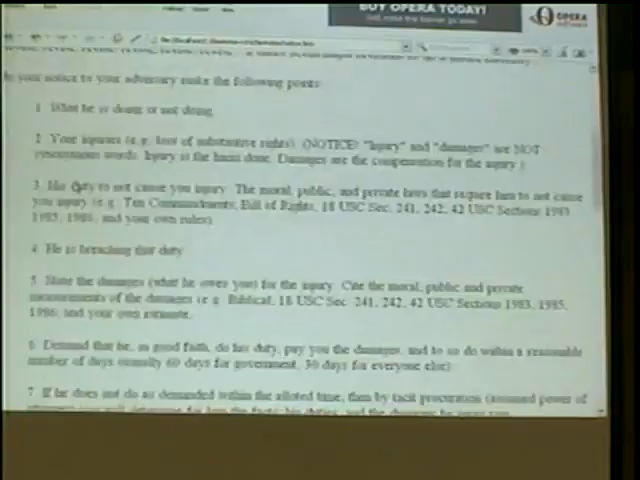 BUY OPERA TODAY!
OPERA
In your notice to your adversary make the following points:
1. What he is doing or not doing.
2. Your injuries (e.g. loss of substantive rights). (NOTICE! "Injury" and "damages" are NOT
synonymous words. Injury is the harm done. Damages are the compensation for the injury.)
3. His duty to not cause you injury. The moral, public, and private laws that require him to not cause
you injury (e.g. Ten Commandments, Bill of Rights, 18 USC Sec. 241, 242, 42 USC Sections 1983
1985, 1986, and your own rules).
4. He is breaching that duty.
5. State the damages (what he owes you) for the injury. Cite the moral, public and private
measurements of the damages (e.g. Biblical, 18 USC Sec. 241, 242, 42 USC Sections 1983, 1985,
1986, and your own estimate.
6. Demand that he, in good faith, do his duty, pay you the damages, and to so do within a reasonable
number of days (usually 60 days for government, 30 days for everyone else).
7. If he does not do as demanded within the alloted time, then by tacit procuration (assumed power of